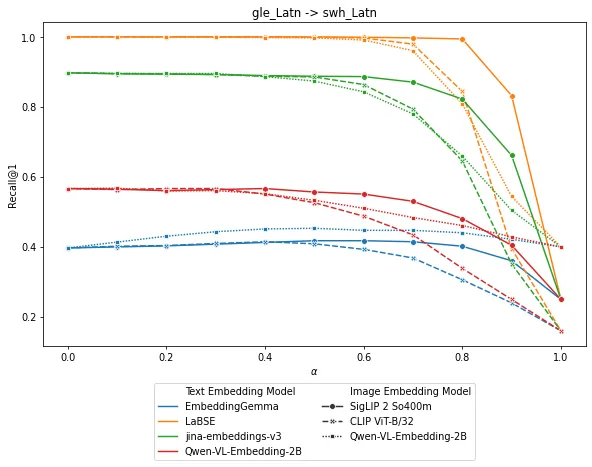 gle_Latn -> swh_Latn
1.0
0.8
0.6
0.4
0.2
Recall@1
0.0 0.2 0.4 0.6 0.8 1.0
α
Text Embedding Model Image Embedding Model
EmbeddingGemma SigLIP 2 So400m
LaBSE CLIP ViT-B/32
jina-embeddings-v3 Qwen-VL-Embedding-2B
Qwen-VL-Embedding-2B